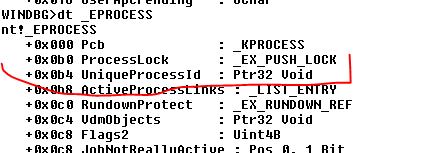 WINDBG>dt _EPROCESS
nt!_EPROCESS
+0x000 Pcb : _KPROCESS
+0x0b0 ProcessLock : _EX_PUSH_LOCK
+0x0b4 UniqueProcessId : Ptr32 Void
+0x0b8 ActiveProcessLinks : _LIST_ENTRY
+0x0c0 RundownProtect : _EX_RUNDOWN_REF
+0x0c4 VdmObjects : Ptr32 Void
+0x0c8 Flags2 : Uint4B
+0x0c8 JobNotReallyActive : Pos 0, 1 Bit